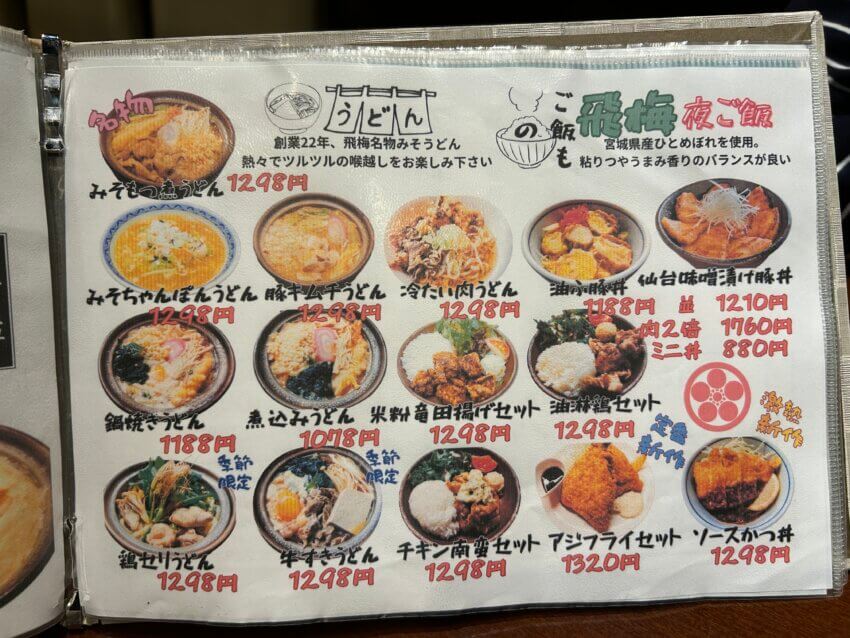 名物
うどん
創業22年、飛梅名物みそうどん
熱々でツルツルの喉越しをお楽しみ下さい
ご飯もの
飛梅 夜ご飯
宮城県産ひとめぼれを使用。
粘りつやうまみ香りのバランスが良い
みそもつ煮うどん 1298円
みそちゃんぽんうどん
1298円
豚キムチうどん
1298円
冷たい肉うどん
1298円
豚丼
1188円
仙台味噌漬け豚丼
並 1210円
肉2倍 1760円
ミニ丼 880円
鍋焼きうどん
1188円
煮込みうどん
1078円
米粉竜田揚げセット
1298円
油淋鶏セット
1298円
定番
新作
激熱
新作
季節
限定
鶏セリうどん
1298円
季節
限定
牛すきうどん
1298円
チキン南蛮セット
1298円
アジフライセット
1320円
ソースかつ丼
1298円